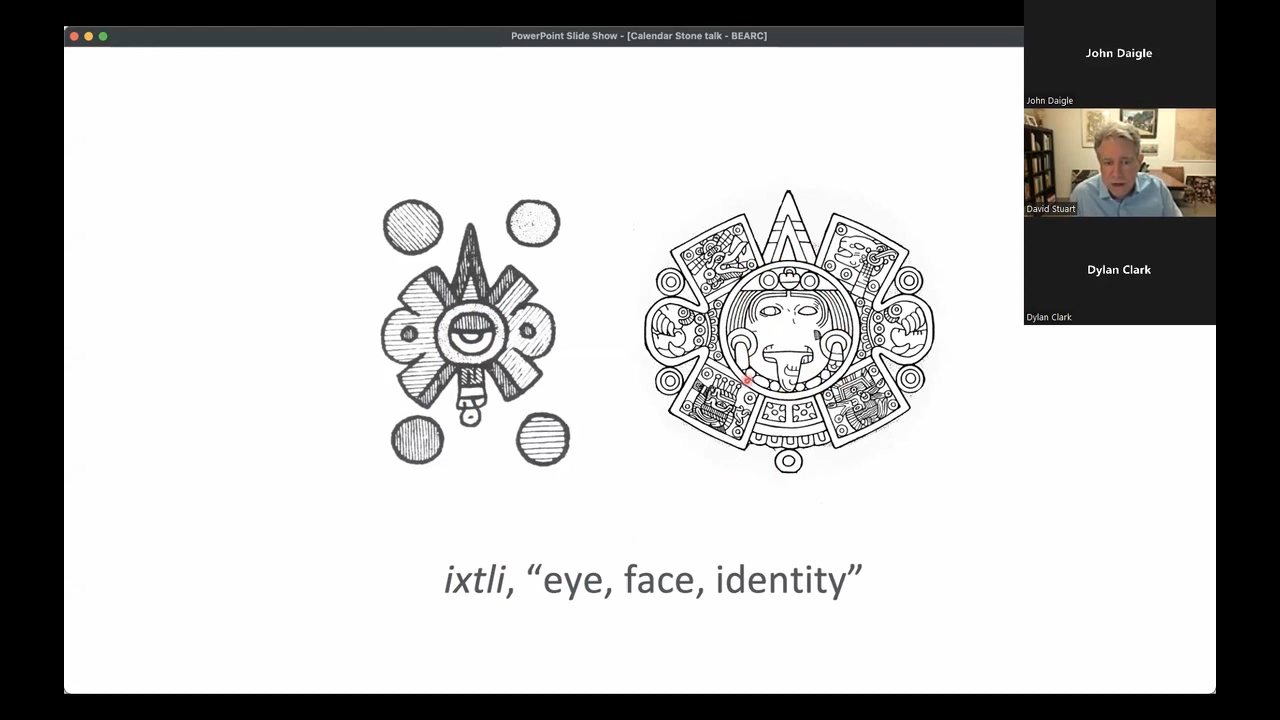 PowerPoint Slide Show - [Calendar Stone talk - BEARC]
John Daigle
John Daigle
David Stuart
Dylan Clark
Dylan Clark
ixtli, “eye, face, identity”